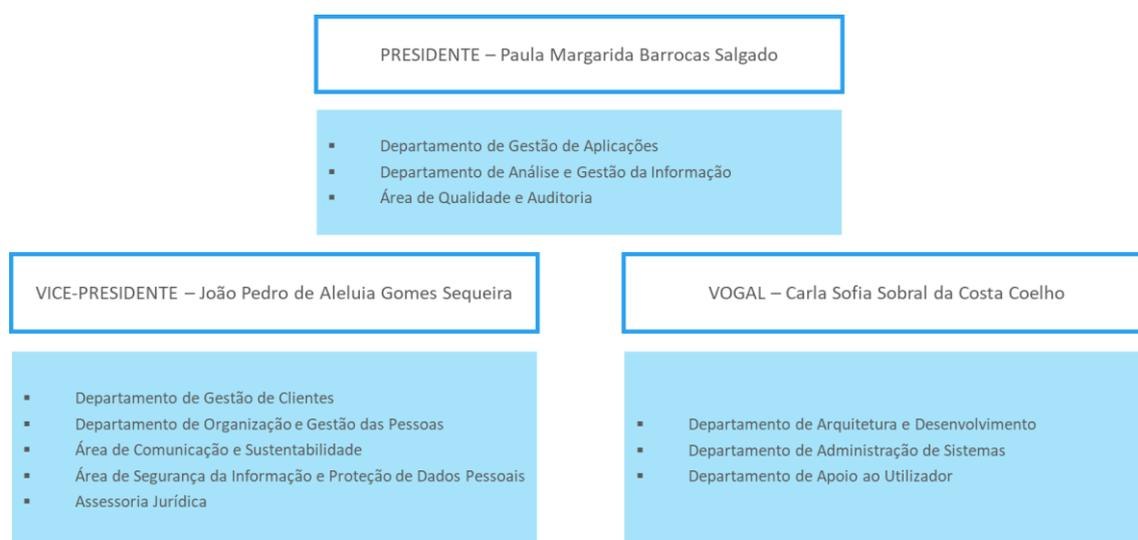 PRESIDENTE – Paula Margarida Barrocas Salgado
▪ Departamento de Gestão de Aplicações
▪ Departamento de Análise e Gestão da Informação
▪ Área de Qualidade e Auditoria
VICE-PRESIDENTE – João Pedro de Aleluia Gomes Sequeira
▪ Departamento de Gestão de Clientes
▪ Departamento de Organização e Gestão das Pessoas
▪ Área de Comunicação e Sustentabilidade
▪ Área de Segurança da Informação e Proteção de Dados Pessoais
▪ Assessoria Jurídica
VOGAL – Carla Sofia Sobral da Costa Coelho
▪ Departamento de Arquitetura e Desenvolvimento
▪ Departamento de Administração de Sistemas
▪ Departamento de Apoio ao Utilizador